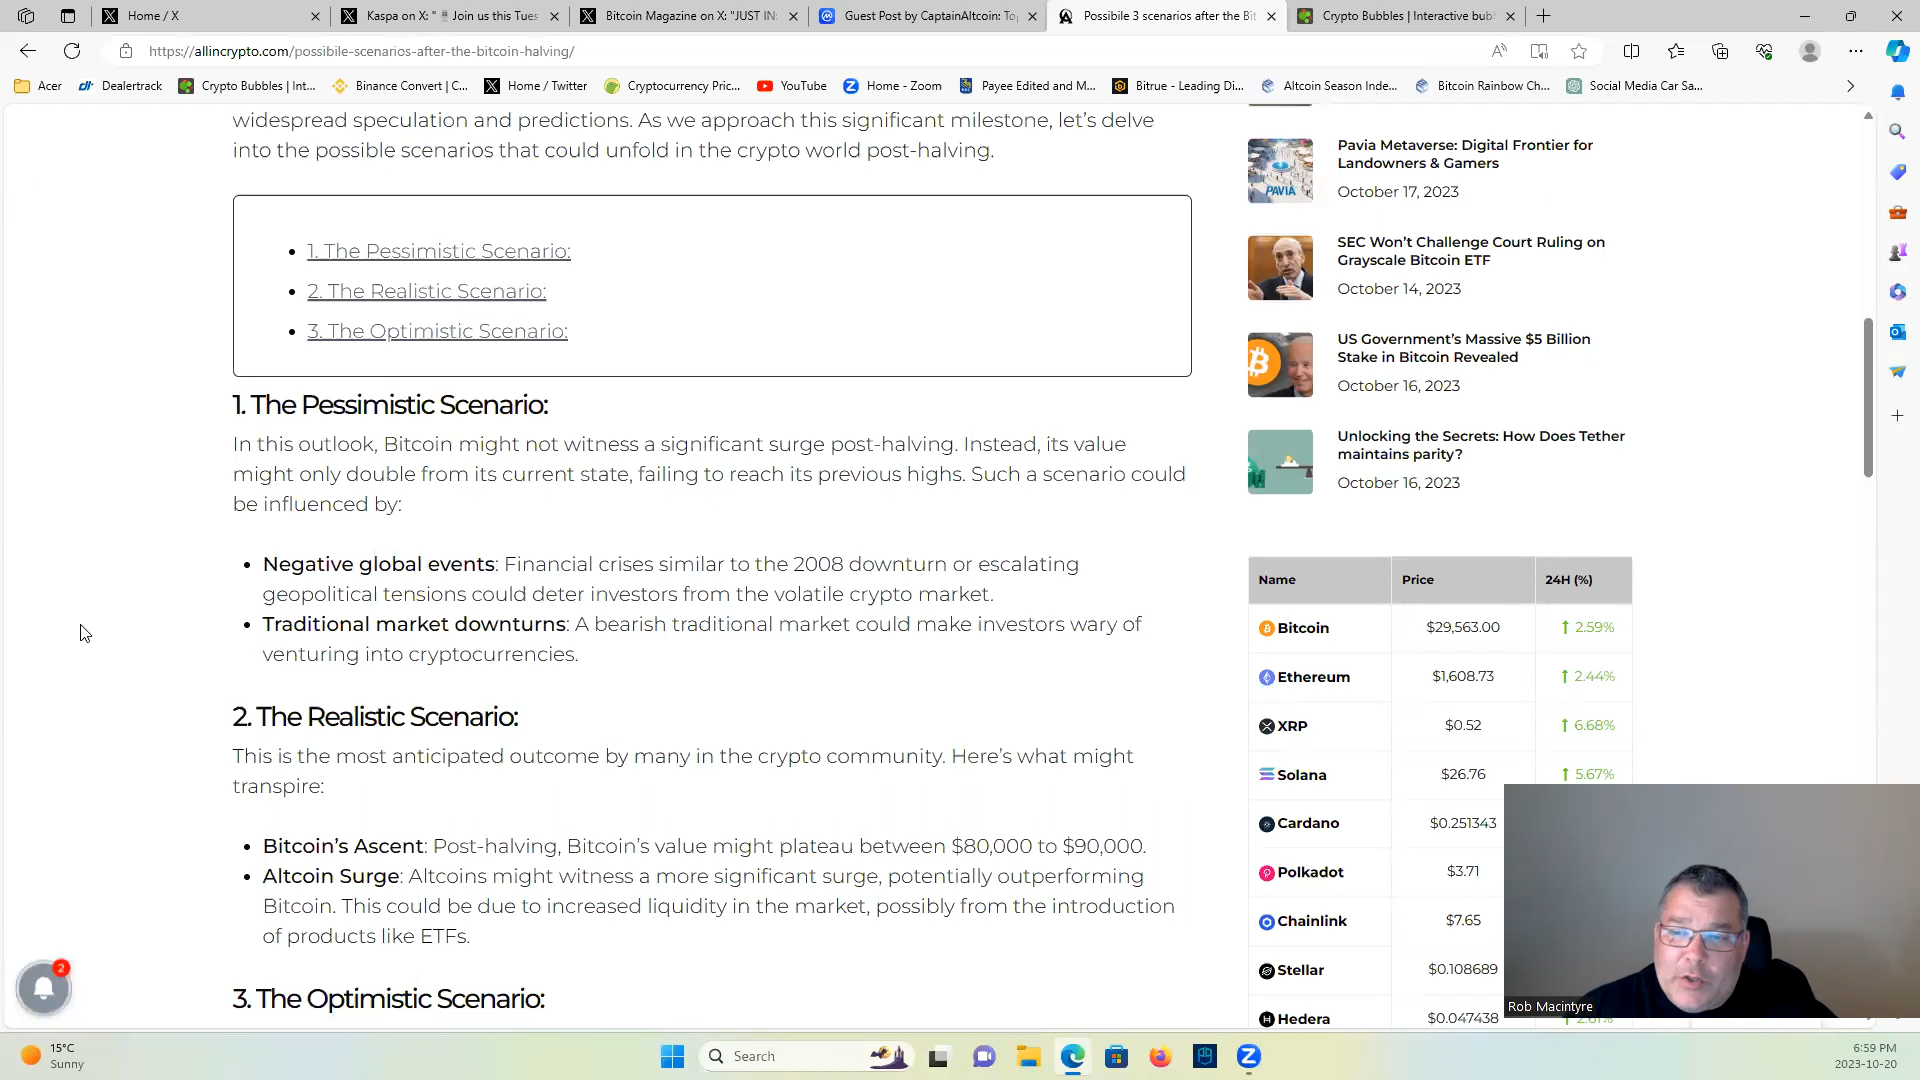 Home / X
Kaspa on X: " Join us this Tues
Bitcoin Magazine on X: "JUST IN:
Guest Post by CaptainAltcoin: To
Possibile 3 scenarios after the Bit
Crypto Bubbles | Interactive bub
https://allincrypto.com/possibile-scenarios-after-the-bitcoin-halving/
Acer
Dealertrack
Crypto Bubbles | Int...
Binance Convert | C...
Home / Twitter
Cryptocurrency Pric...
YouTube
Home - Zoom
Payee Edited and M...
Bitrue - Leading Di...
Altcoin Season Inde...
Bitcoin Rainbow Ch...
Social Media Car Sa...
widespread speculation and predictions. As we approach this significant milestone, let's delve
into the possible scenarios that could unfold in the crypto world post-halving.
1. The Pessimistic Scenario:
2. The Realistic Scenario:
3. The Optimistic Scenario:
1. The Pessimistic Scenario:
In this outlook, Bitcoin might not witness a significant surge post-halving. Instead, its value
might only double from its current state, failing to reach its previous highs. Such a scenario could
be influenced by:
Negative global events: Financial crises similar to the 2008 downturn or escalating
geopolitical tensions could deter investors from the volatile crypto market.
Traditional market downturns: A bearish traditional market could make investors wary of
venturing into cryptocurrencies.
2. The Realistic Scenario:
This is the most anticipated outcome by many in the crypto community. Here's what might
transpire:
Bitcoin's Ascent: Post-halving, Bitcoin's value might plateau between $80,000 to $90,000.
Altcoin Surge: Altcoins might witness a more significant surge, potentially outperforming
Bitcoin. This could be due to increased liquidity in the market, possibly from the introduction
of products like ETFs.
3. The Optimistic Scenario:
PAVIA
Pavia Metaverse: Digital Frontier for
Landowners & Gamers
October 17, 2023
SEC Won't Challenge Court Ruling on
Grayscale Bitcoin ETF
October 14, 2023
US Government's Massive $5 Billion
Stake in Bitcoin Revealed
October 16, 2023
Unlocking the Secrets: How Does Tether
maintains parity?
October 16, 2023
Name Price 24H (%)
Bitcoin $29,563.00 ↑ 2.59%
Ethereum $1,608.73 ↑ 2.44%
XRP $0.52 ↑ 6.68%
Solana $26.76 ↑ 5.67%
Cardano $0.251343
Polkadot $3.71
Chainlink $7.65
Stellar $0.108689
Hedera $0.047438
Rob Macintyre
2
15°C
Sunny
Search
6:59 PM
2023-10-20